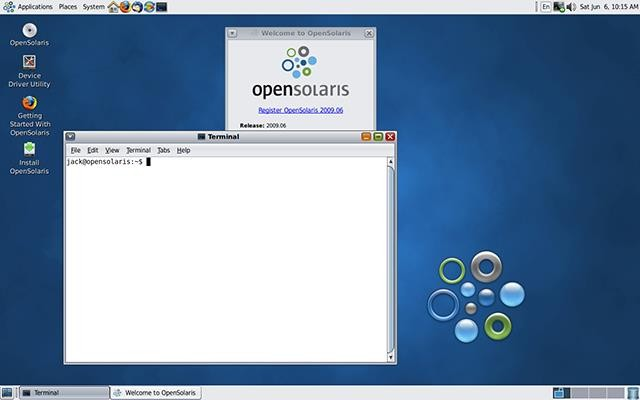 Applications Places System
En Sat Jun 6, 10:15 AM
OpenSolaris
Device
Driver Utility
Getting
Started With
OpenSolaris
Install
OpenSolaris
Welcome to OpenSolaris
opensolaris
Register OpenSolaris 2009.06
Release: 2009.06
Terminal
File Edit View Terminal Tabs Help
jack@opensolaris:~$
Terminal
Welcome to OpenSolaris